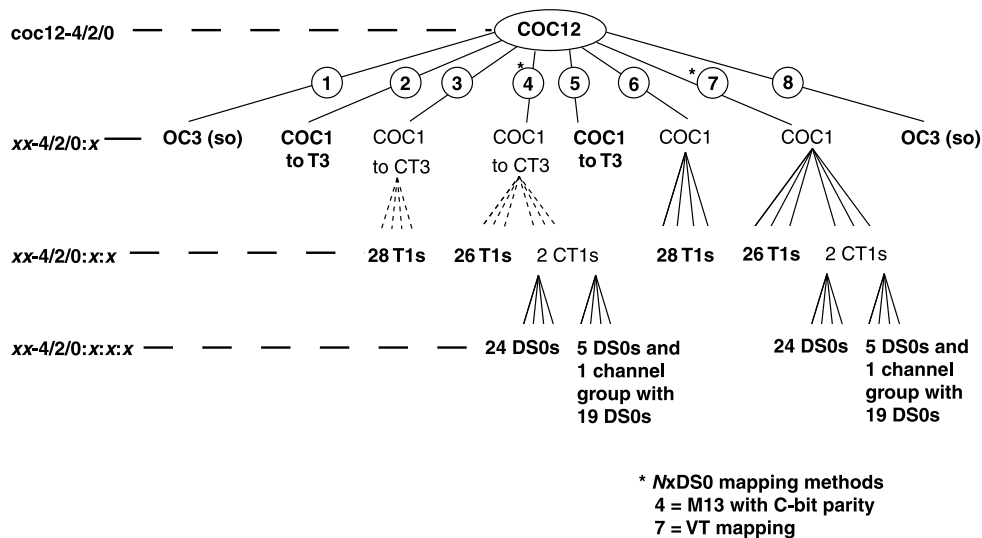 coc12-4/2/0
COC12
1 2 3 * 4 5 6 * 7 8
xx-4/2/0:x
OC3 (so)
COC1
to T3
COC1
to CT3
COC1
to CT3
COC1
to T3
COC1
COC1
OC3 (so)
xx-4/2/0:x:x
28 T1s
26 T1s
2 CT1s
28 T1s
26 T1s
2 CT1s
xx-4/2/0:x:x:x
24 DS0s
5 DS0s and
1 channel
group with
19 DS0s
24 DS0s
5 DS0s and
1 channel
group with
19 DS0s
* NxDS0 mapping methods
4 = M13 with C-bit parity
7 = VT mapping